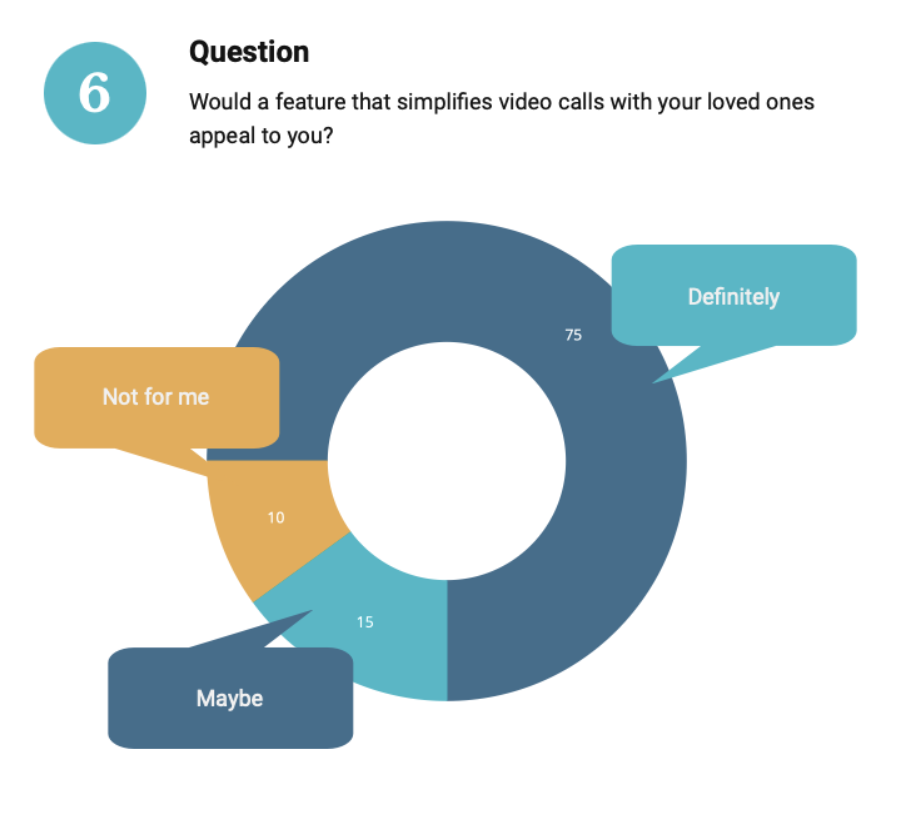 6
Question
Would a feature that simplifies video calls with your loved ones
appeal to you?
Definitely
75
Not for me
10
15
Maybe